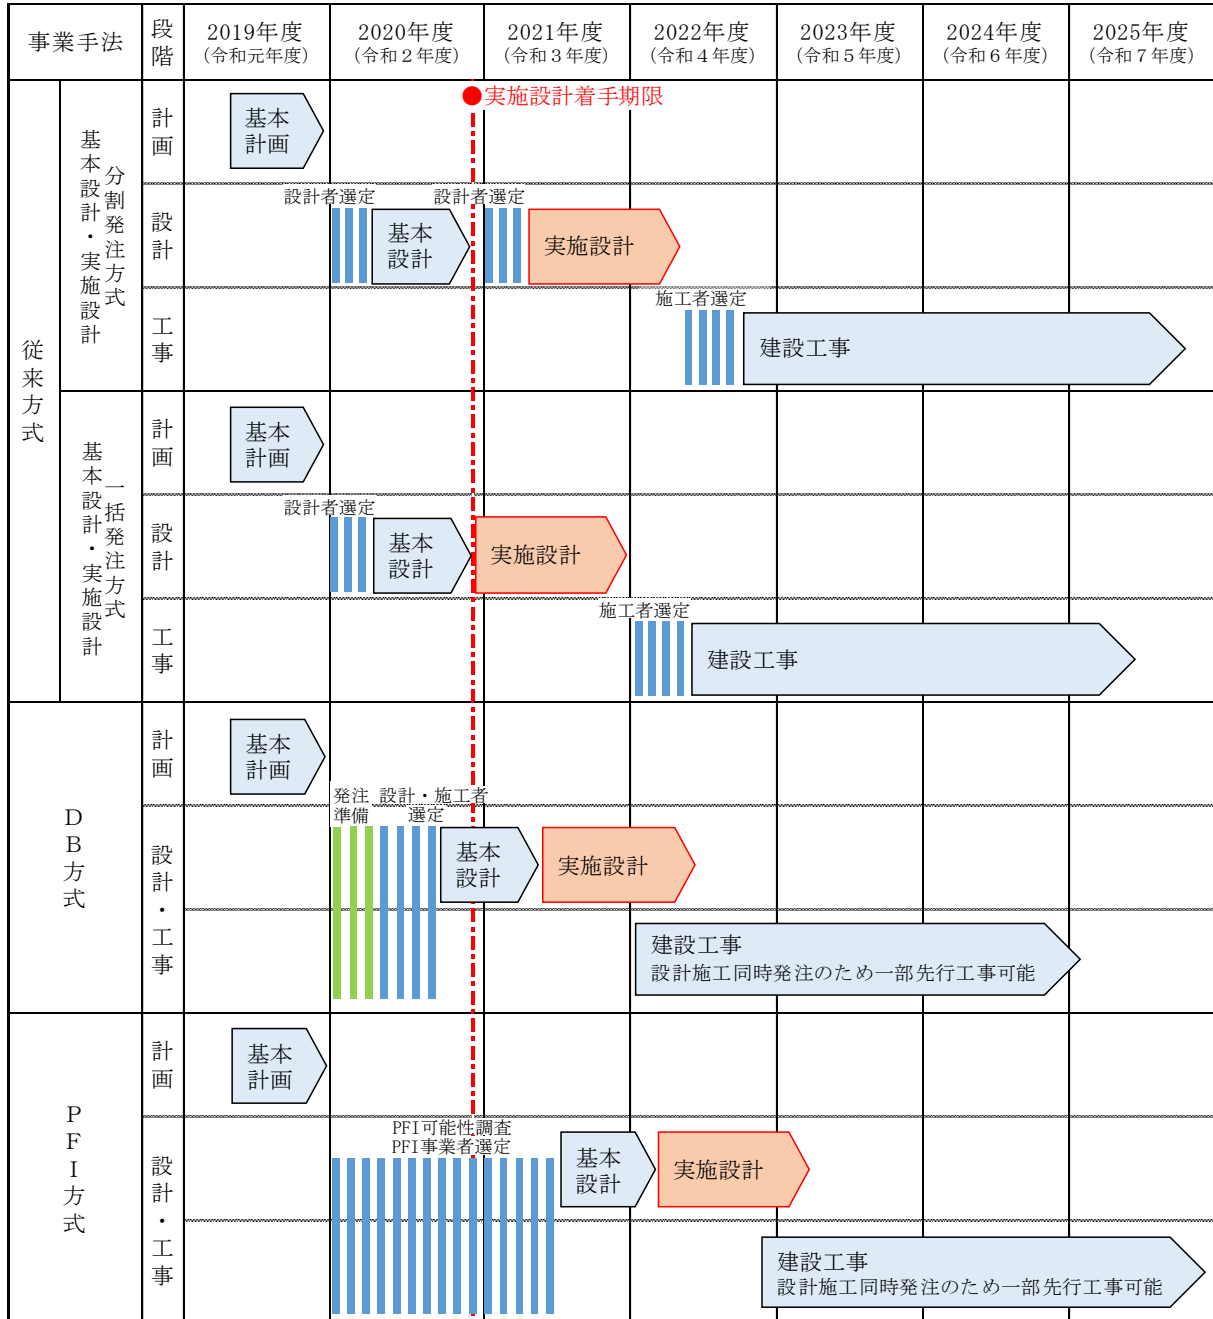 事業手法
段階
2019年度
(令和元年度)
2020年度
(令和２年度)
2021年度
(令和３年度)
2022年度
(令和４年度)
2023年度
(令和５年度)
2024年度
(令和６年度)
2025年度
(令和７年度)
実施設計着手期限
従来方式
基本設計・実施設計
分割発注方式
計画
基本
計画
設計
設計者選定
基本
設計
設計者選定
実施設計
工事
施工者選定
建設工事
基本設計・実施設計
一括発注方式
計画
基本
計画
設計
設計者選定
基本
設計
実施設計
工事
施工者選定
建設工事
ＤＢ方式
計画
基本
計画
設計・工事
発注
準備
設計・施工者
選定
基本
設計
実施設計
建設工事
設計施工同時発注のため一部先行工事可能
ＰＦＩ方式
計画
基本
計画
設計・工事
PFI可能性調査
PFI事業者選定
基本
設計
実施設計
建設工事
設計施工同時発注のため一部先行工事可能